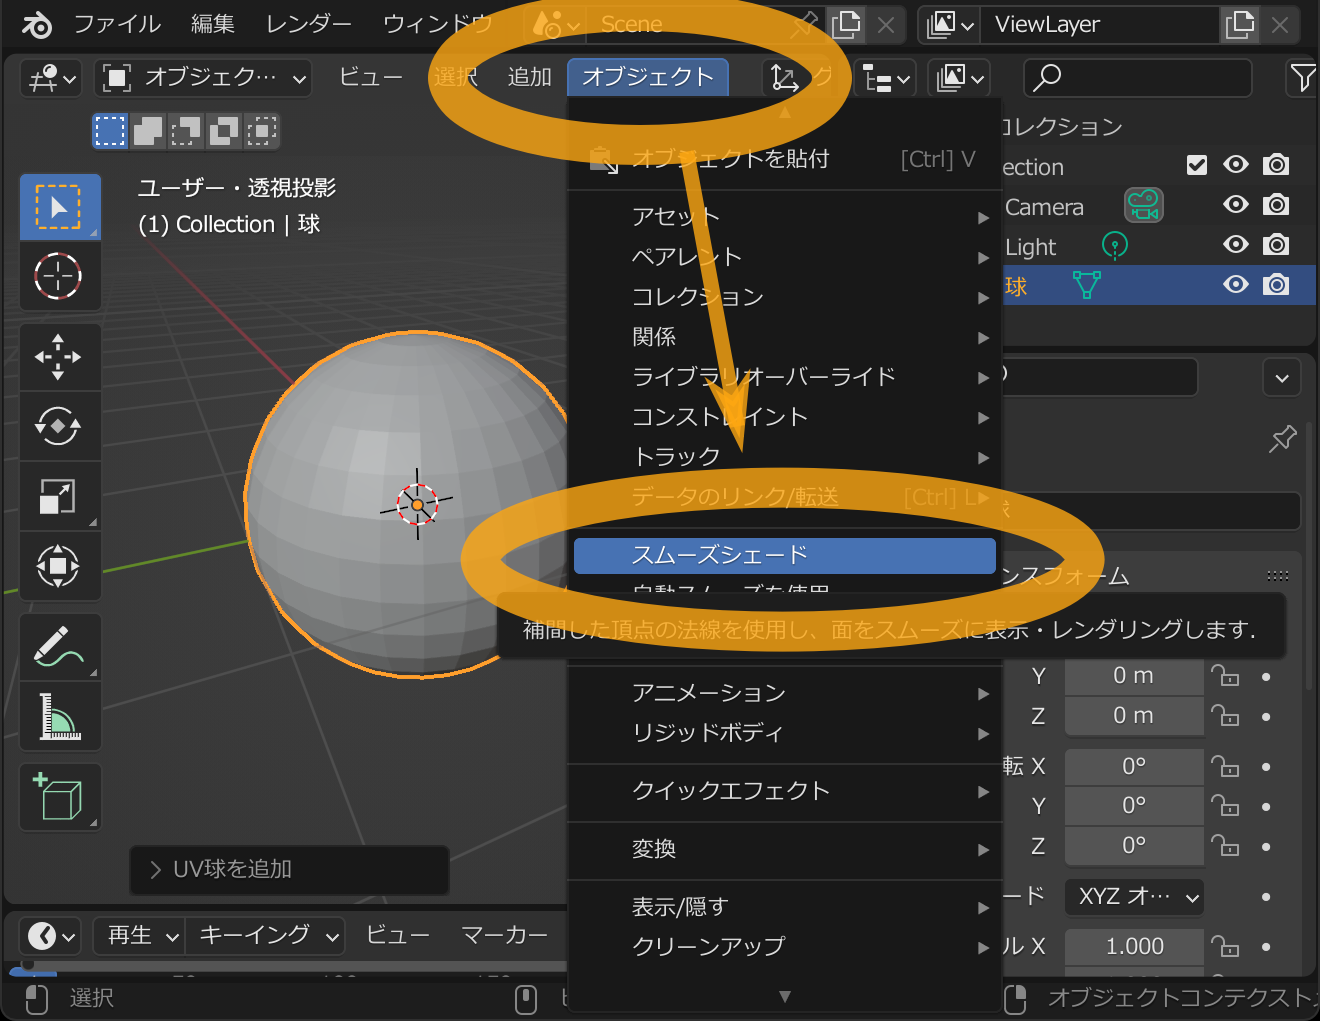 ファイル 編集 レンダー ウィンドウ Scene ViewLayer
オブジェク… ビュー 選択 追加 オブジェクト グ
コレクション
オブジェクトを貼付 [Ctrl] V
ection
ユーザー・透視投影
(1) Collection | 球
アセット
Camera
ペアレント
Light
コレクション
球
関係
ライブラリオーバーライド
コンストレイント
トラック
データのリンク/転送 [Ctrl] L
スムーズシェード
ンスフォーム
自動スムーズを使用
補間した頂点の法線を使用し、面をスムーズに表示・レンダリングします.
Y 0 m
アニメーション
Z 0 m
リジッドボディ
転 X 0°
クイックエフェクト
Y 0°
変換
Z 0°
UV球を追加
ード XYZ オ…
表示/隠す
再生 キーイング ビュー マーカー
クリーンアップ
ル X 1.000
選択
オブジェクトコンテクスト